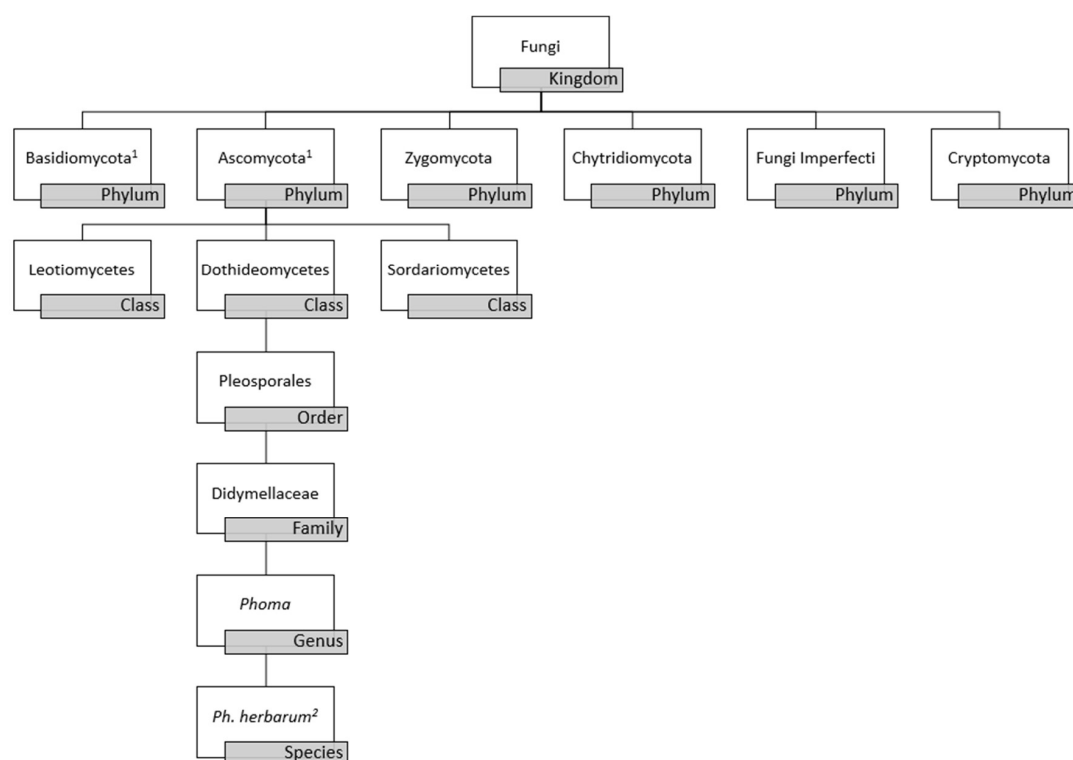 Fungi
Kingdom
Basidiomycota¹
Phylum
Ascomycota¹
Phylum
Zygomycota
Phylum
Chytridiomycota
Phylum
Fungi Imperfecti
Phylum
Cryptomycota
Phylum
Leotiomycetes
Class
Dothideomycetes
Class
Sordariomycetes
Class
Pleosporales
Order
Didymellaceae
Family
Phoma
Genus
Ph. herbarum²
Species